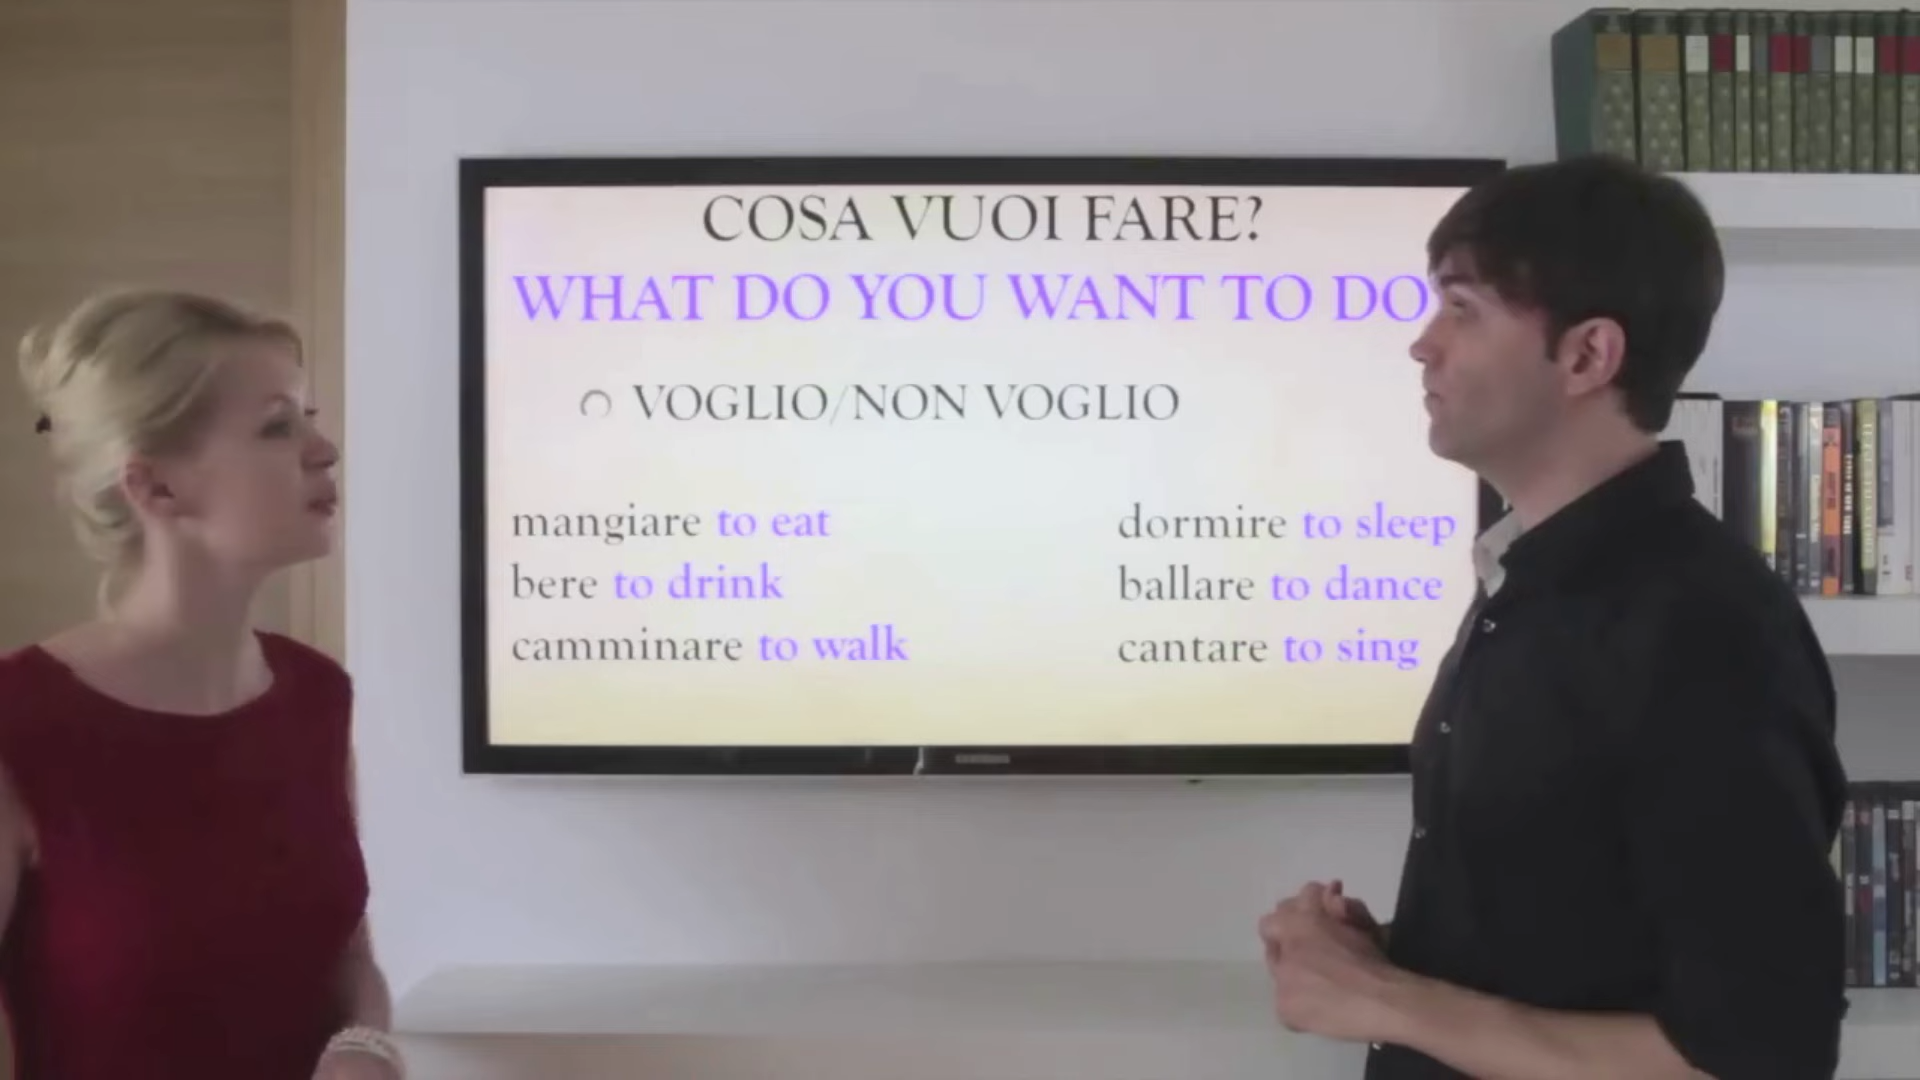 COSA VUOI FARE?
WHAT DO YOU WANT TO DO
VOGLIO/NON VOGLIO
mangiare to eat
dormire to sleep
bere to drink
ballare to dance
camminare to walk
cantare to sing